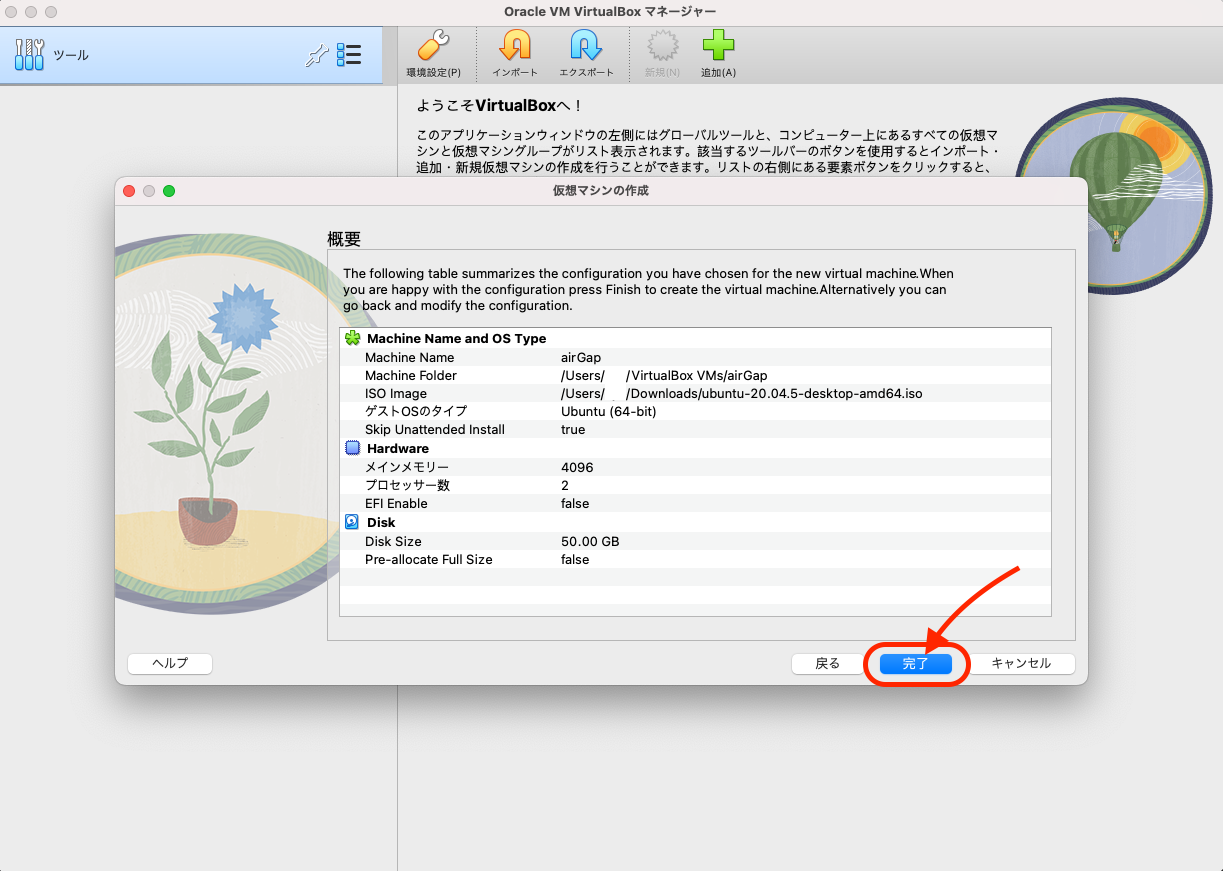 Oracle VM VirtualBox マネージャー
ツール
環境設定(P)
インポート
エクスポート
新規(N)
追加(A)
ようこそVirtualBoxへ！
このアプリケーションウィンドウの左側にはグローバルツールと、コンピューター上にあるすべての仮想マ
シンと仮想マシングループがリスト表示されます。該当するツールバーのボタンを使用するとインポート・
追加・新規仮想マシンの作成を行うことができます。リストの右側にある要素ボタンをクリックすると、
仮想マシンの作成
概要
The following table summarizes the configuration you have chosen for the new virtual machine.When
you are happy with the configuration press Finish to create the virtual machine.Alternatively you can
go back and modify the configuration.
Machine Name and OS Type
Machine Name airGap
Machine Folder /Users/ /VirtualBox VMs/airGap
ISO Image /Users/ /Downloads/ubuntu-20.04.5-desktop-amd64.iso
ゲストOSのタイプ Ubuntu (64-bit)
Skip Unattended Install true
Hardware
メインメモリー 4096
プロセッサー数 2
EFI Enable false
Disk
Disk Size 50.00 GB
Pre-allocate Full Size false
ヘルプ
戻る
完了
キャンセル